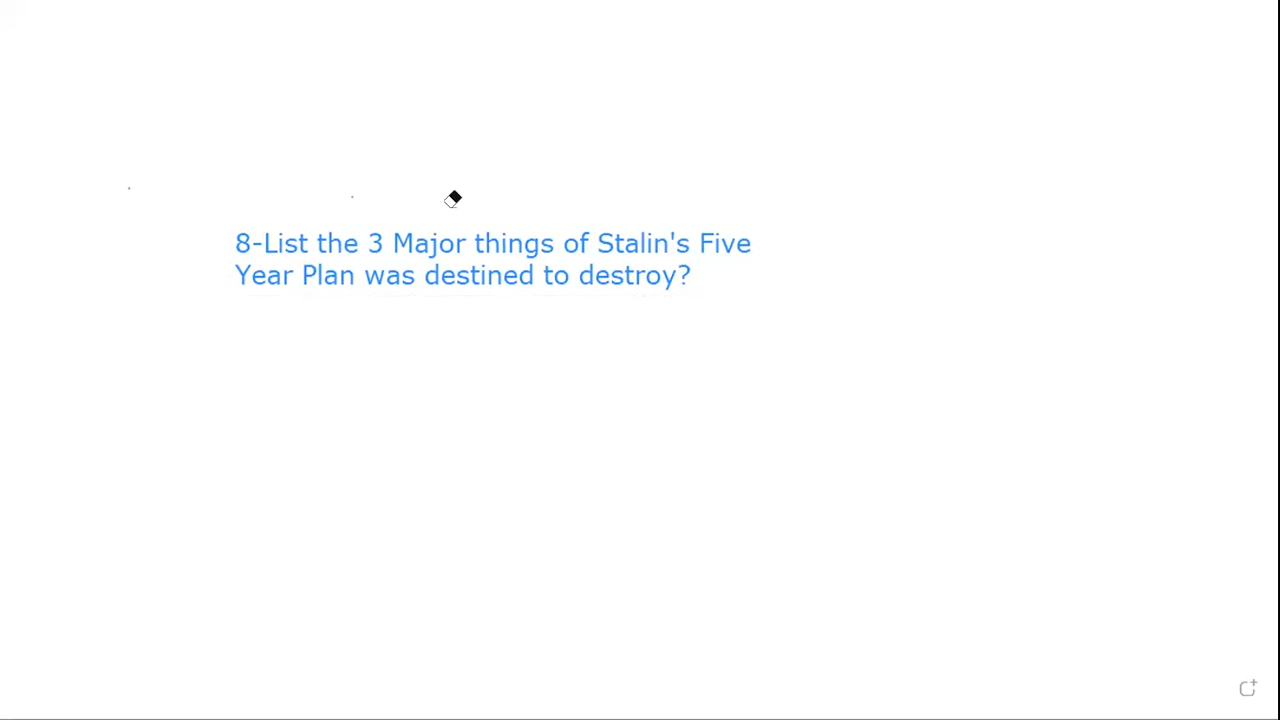 8-List the 3 Major things of Stalin's Five
Year Plan was destined to destroy?